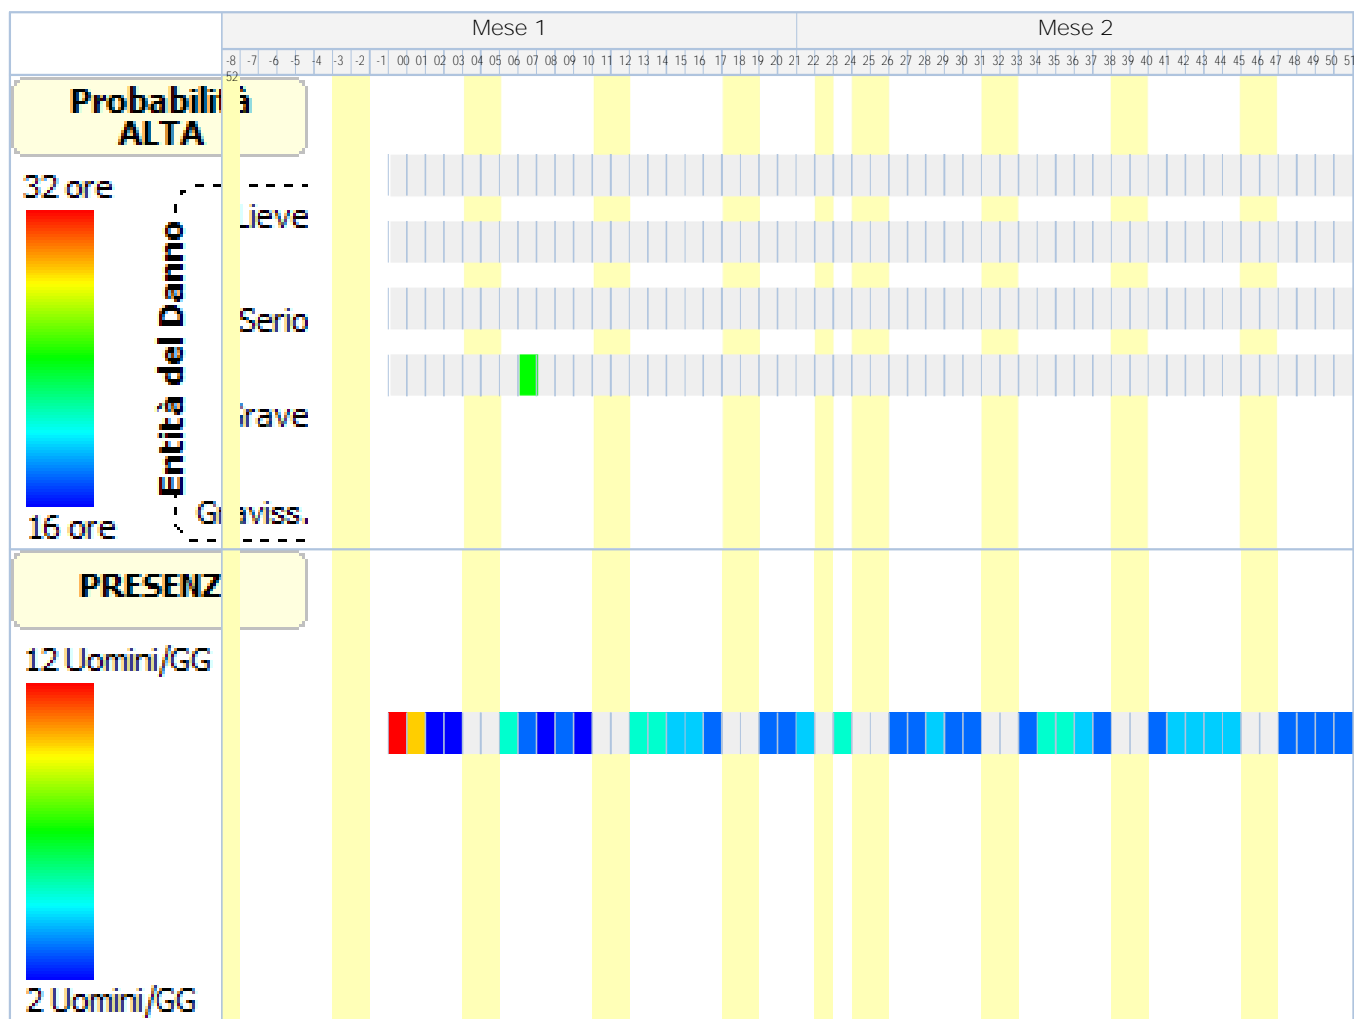 Mese 1 Mese 2
-8 -7 -6 -5 -4 -3 -2 -1 00 01 02 03 04 05 06 07 08 09 10 11 12 13 14 15 16 17 18 19 20 21 22 23 24 25 26 27 28 29 30 31 32 33 34 35 36 37 38 39 40 41 42 43 44 45 46 47 48 49 50 51
52
Probabilità
ALTA
32 ore
Lieve
Serio
Entità del Danno
Grave
Graviss.
16 ore
PRESENZ
12 Uomini/GG
2 Uomini/GG